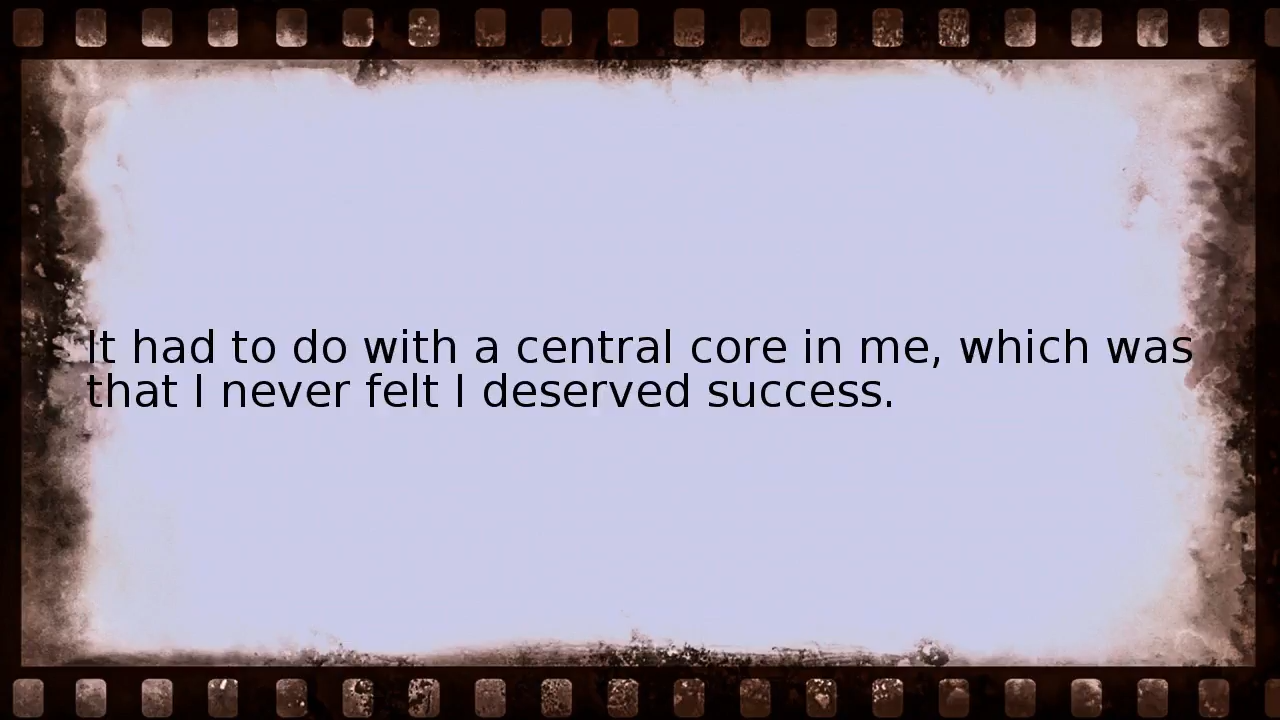 It had to do with a central core in me, which was
that I never felt I deserved success.